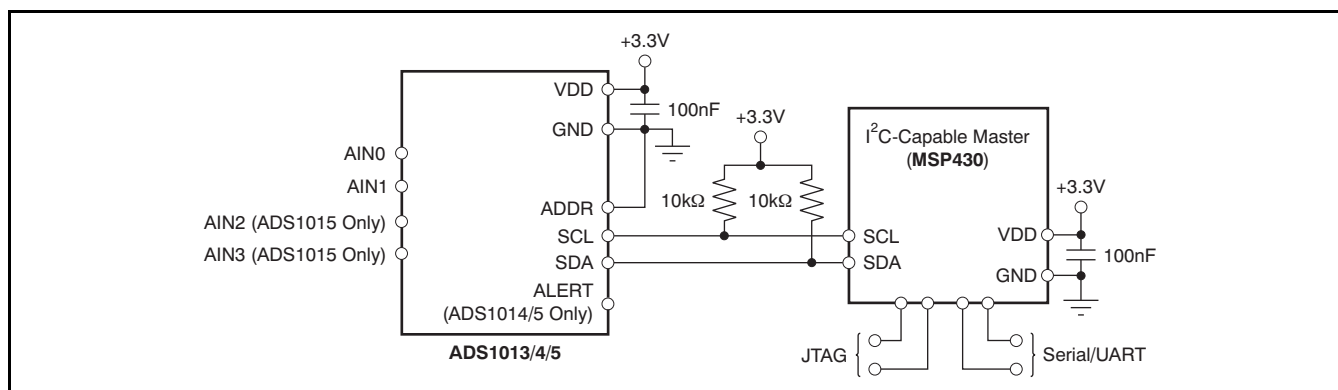 +3.3V
VDD
100nF
GND
AIN0
AIN1
AIN2 (ADS1015 Only)
AIN3 (ADS1015 Only)
ADDR
SCL
SDA
ALERT
(ADS1014/5 Only)
ADS1013/4/5
+3.3V
10kΩ
10kΩ
I²C-Capable Master
(MSP430)
SCL
SDA
+3.3V
VDD
100nF
GND
JTAG
Serial/UART